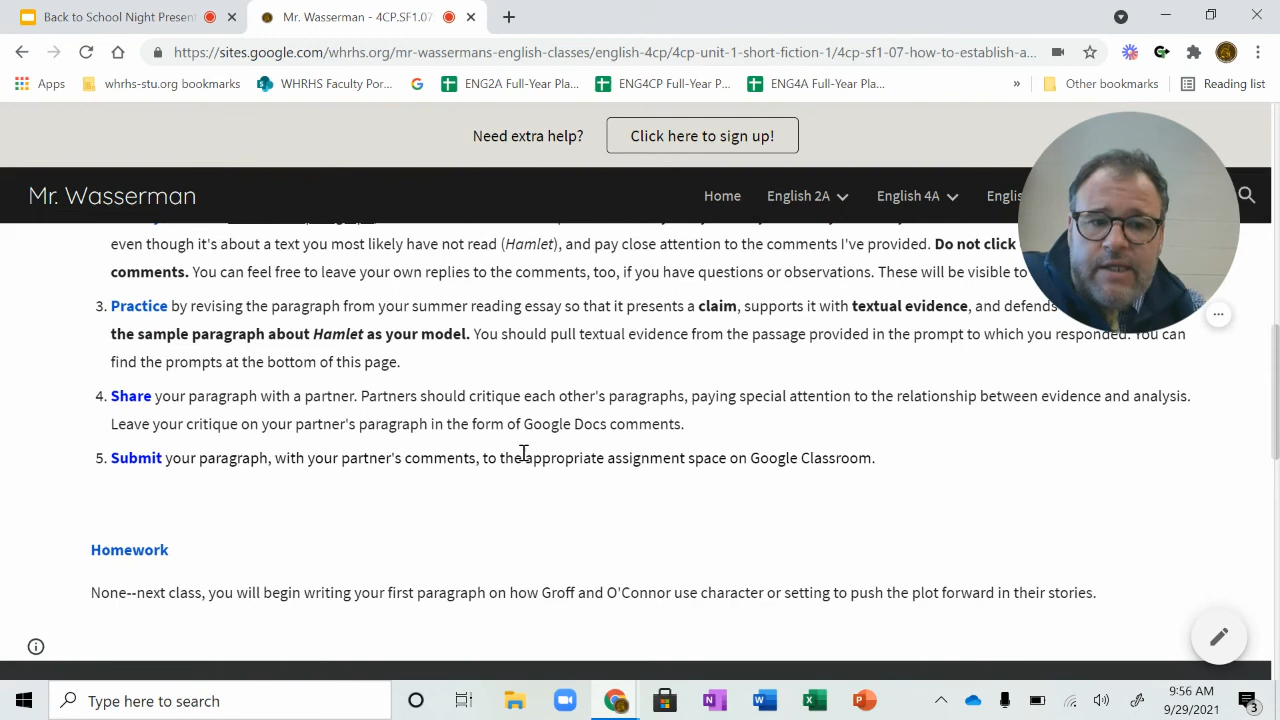 Back to School Night Present
Mr. Wasserman - 4CP.SF1.07
https://sites.google.com/whrhs.org/mr-wassermans-english-classes/english-4cp/4cp-unit-1-short-fiction-1/4cp-sf1-07-how-to-establish-a...
Apps
whrhs-stu.org bookmarks
WHRHS Faculty Por...
ENG2A Full-Year Pla...
ENG4CP Full-Year P...
ENG4A Full-Year Pla...
»
Other bookmarks
Reading list
Need extra help?
Click here to sign up!
Mr. Wasserman
Home
English 2A
English 4A
Englis
even though it's about a text you most likely have not read (Hamlet), and pay close attention to the comments I've provided. Do not click
comments. You can feel free to leave your own replies to the comments, too, if you have questions or observations. These will be visible to
3. Practice by revising the paragraph from your summer reading essay so that it presents a claim, supports it with textual evidence, and defends
the sample paragraph about Hamlet as your model. You should pull textual evidence from the passage provided in the prompt to which you responded. You can
find the prompts at the bottom of this page.
4. Share your paragraph with a partner. Partners should critique each other's paragraphs, paying special attention to the relationship between evidence and analysis.
Leave your critique on your partner's paragraph in the form of Google Docs comments.
5. Submit your paragraph, with your partner's comments, to the appropriate assignment space on Google Classroom.
Homework
None--next class, you will begin writing your first paragraph on how Groff and O'Connor use character or setting to push the plot forward in their stories.
Type here to search
9:56 AM
9/29/2021
3